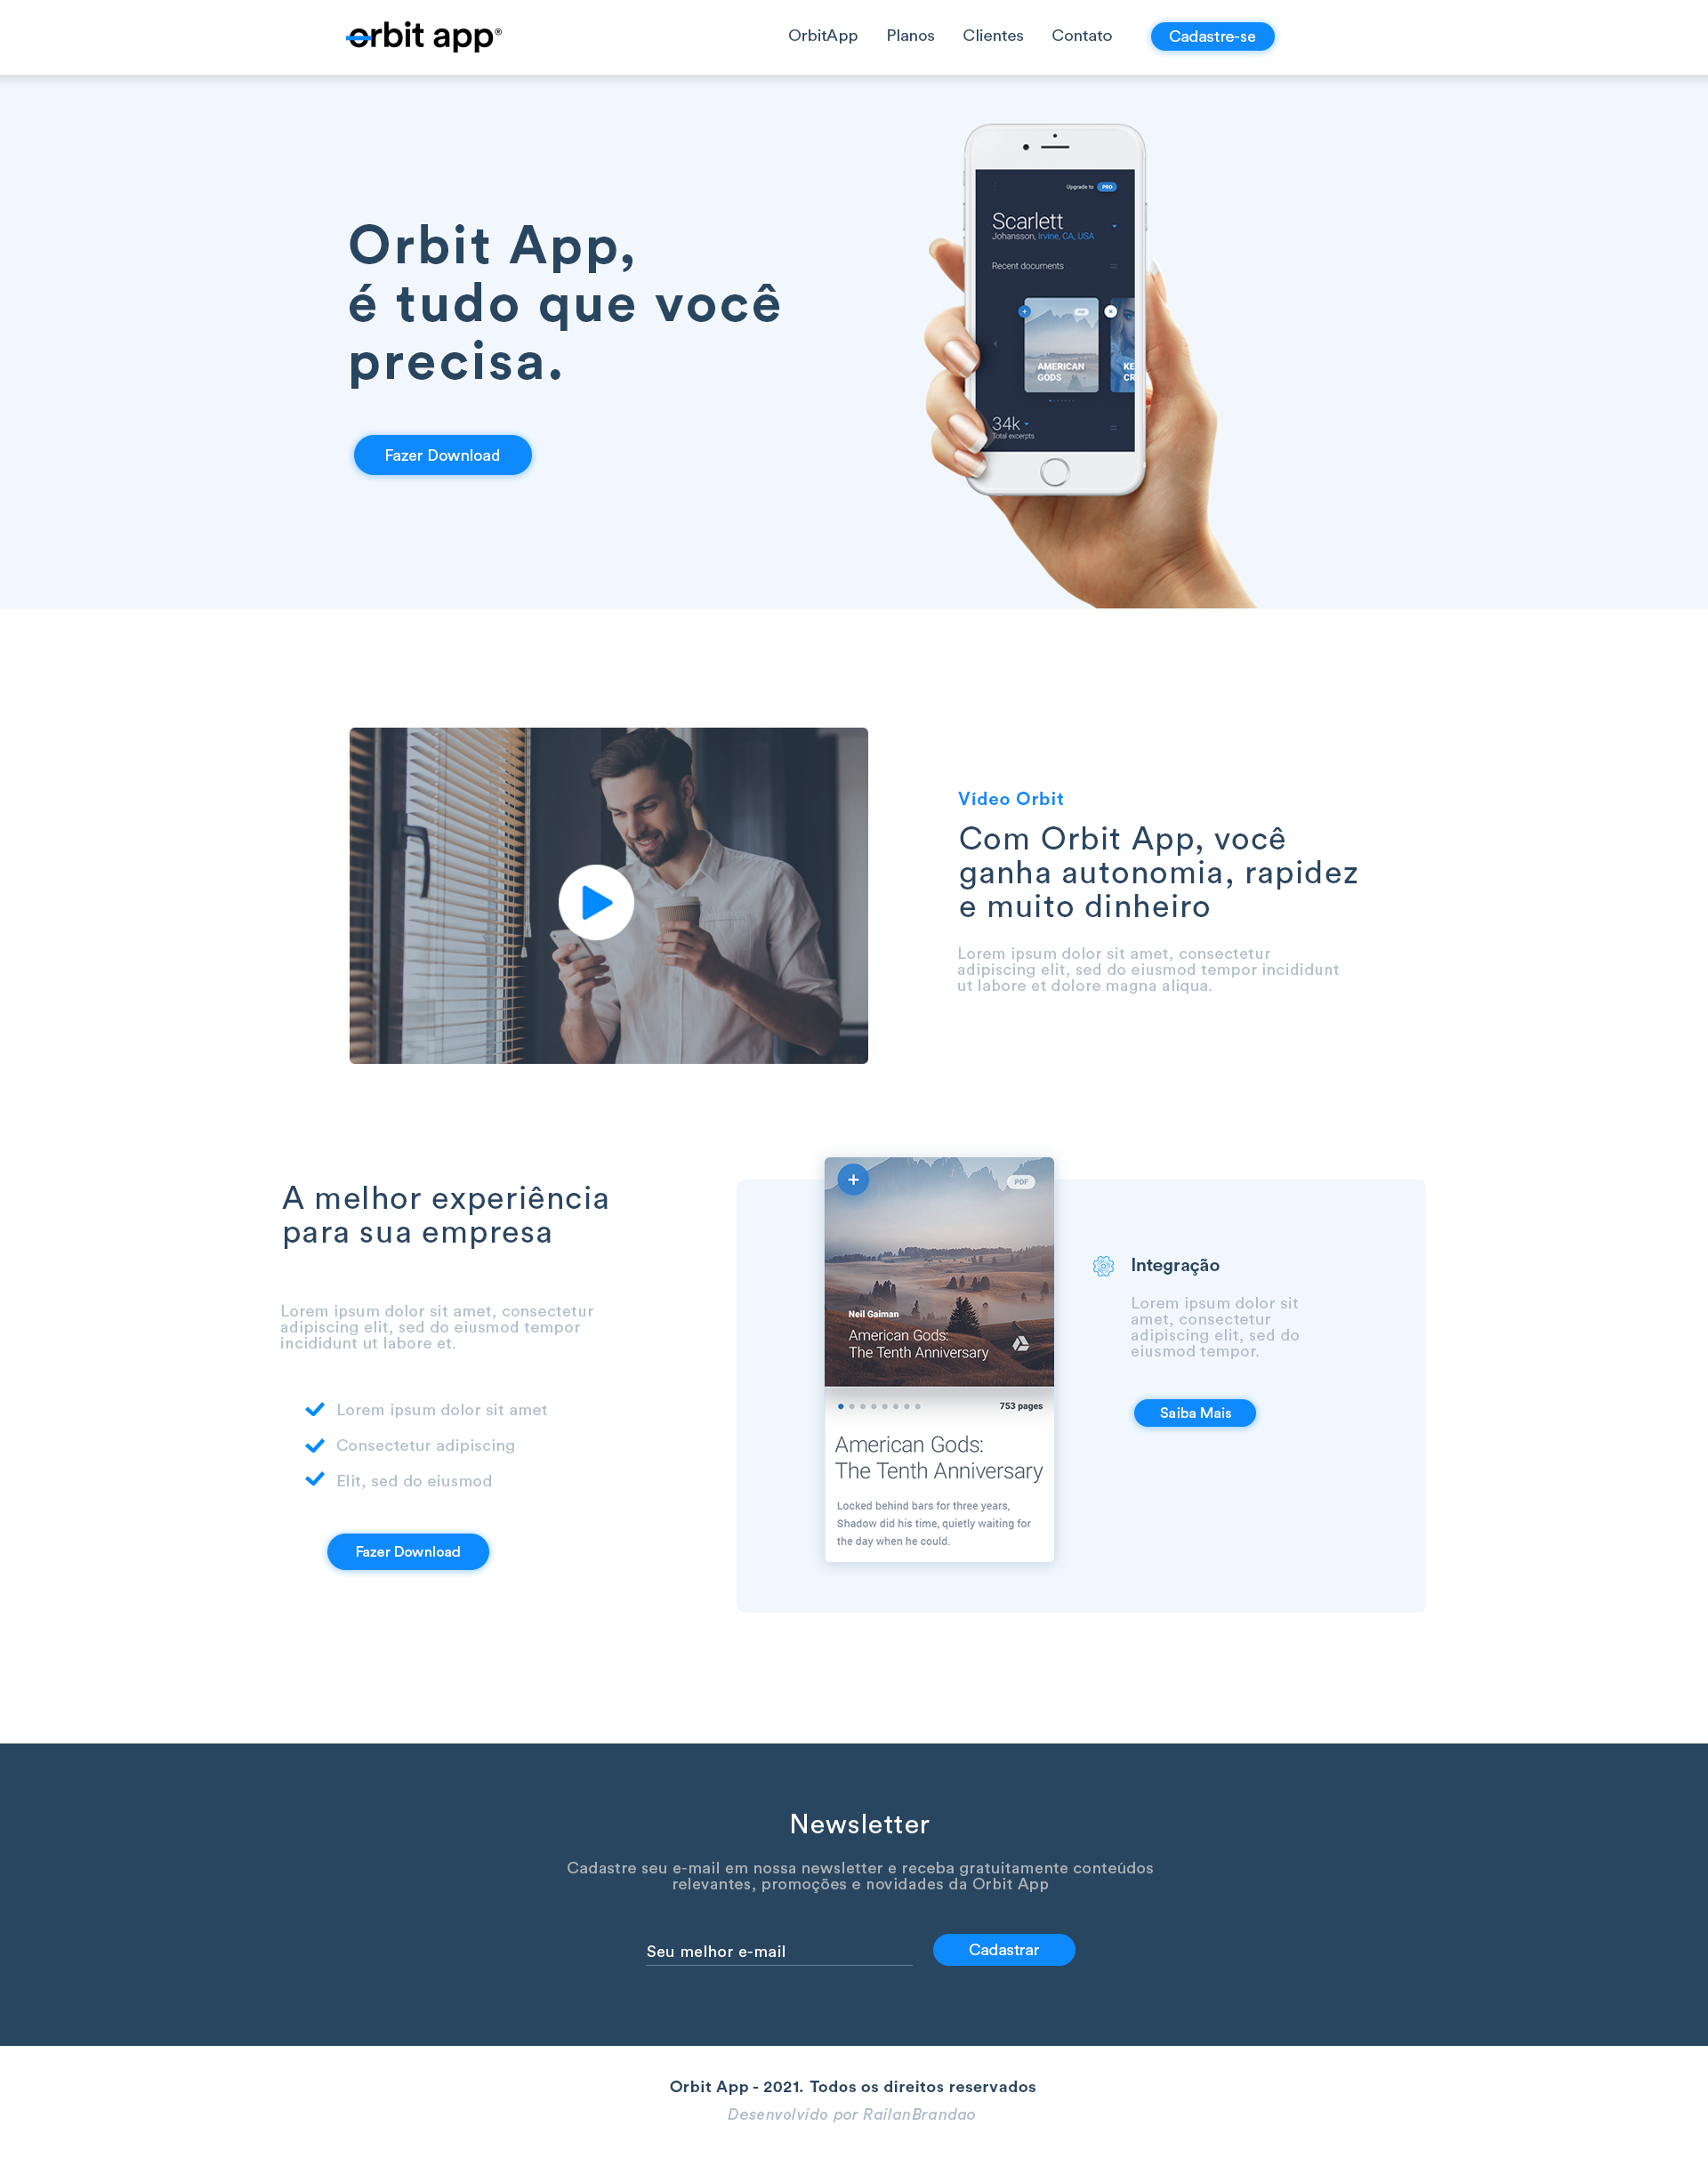 orbit app®
OrbitApp
Planos
Clientes
Contato
Cadastre-se
Orbit App,
é tudo que você
precisa.
Fazer Download
Upgrade to PRO
Scarlett
Johansson, Irvine, CA, USA
Recent documents
AMERICAN
GODS
KE
CR
34k
Total excerpts
Vídeo Orbit
Com Orbit App, você
ganha autonomia, rapidez
e muito dinheiro
Lorem ipsum dolor sit amet, consectetur
adipiscing elit, sed do eiusmod tempor incididunt
ut labore et dolore magna aliqua.
A melhor experiência
para sua empresa
Lorem ipsum dolor sit amet, consectetur
adipiscing elit, sed do eiusmod tempor
incididunt ut labore et.
Lorem ipsum dolor sit amet
Consectetur adipiscing
Elit, sed do eiusmod
Fazer Download
PDF
Neil Gaiman
American Gods:
The Tenth Anniversary
753 pages
American Gods:
The Tenth Anniversary
Locked behind bars for three years,
Shadow did his time, quietly waiting for
the day when he could.
Integração
Lorem ipsum dolor sit
amet, consectetur
adipiscing elit, sed do
eiusmod tempor.
Saiba Mais
Newsletter
Cadastre seu e-mail em nossa newsletter e receba gratuitamente conteúdos
relevantes, promoções e novidades da Orbit App
Seu melhor e-mail
Cadastrar
Orbit App - 2021. Todos os direitos reservados
Desenvolvido por RailanBrandao